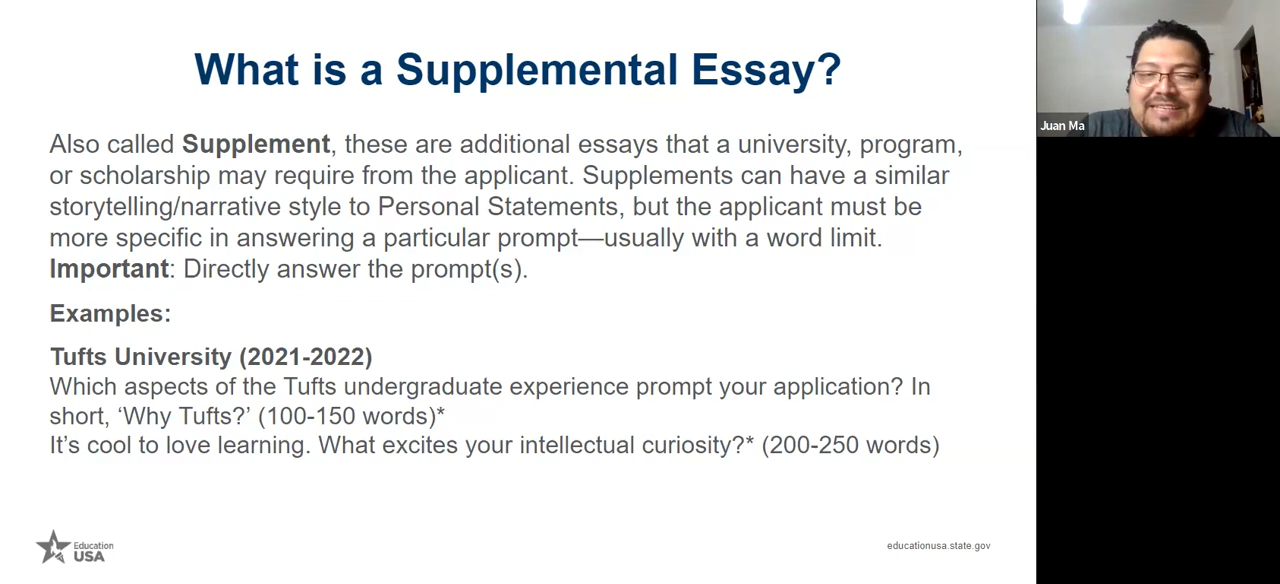 What is a Supplemental Essay?
Also called Supplement, these are additional essays that a university, program,
or scholarship may require from the applicant. Supplements can have a similar
storytelling/narrative style to Personal Statements, but the applicant must be
more specific in answering a particular prompt—usually with a word limit.
Important: Directly answer the prompt(s).
Examples:
Tufts University (2021-2022)
Which aspects of the Tufts undergraduate experience prompt your application? In
short, ‘Why Tufts?’ (100-150 words)*
It’s cool to love learning. What excites your intellectual curiosity?* (200-250 words)
Education
USA
educationusa.state.gov
Juan Ma